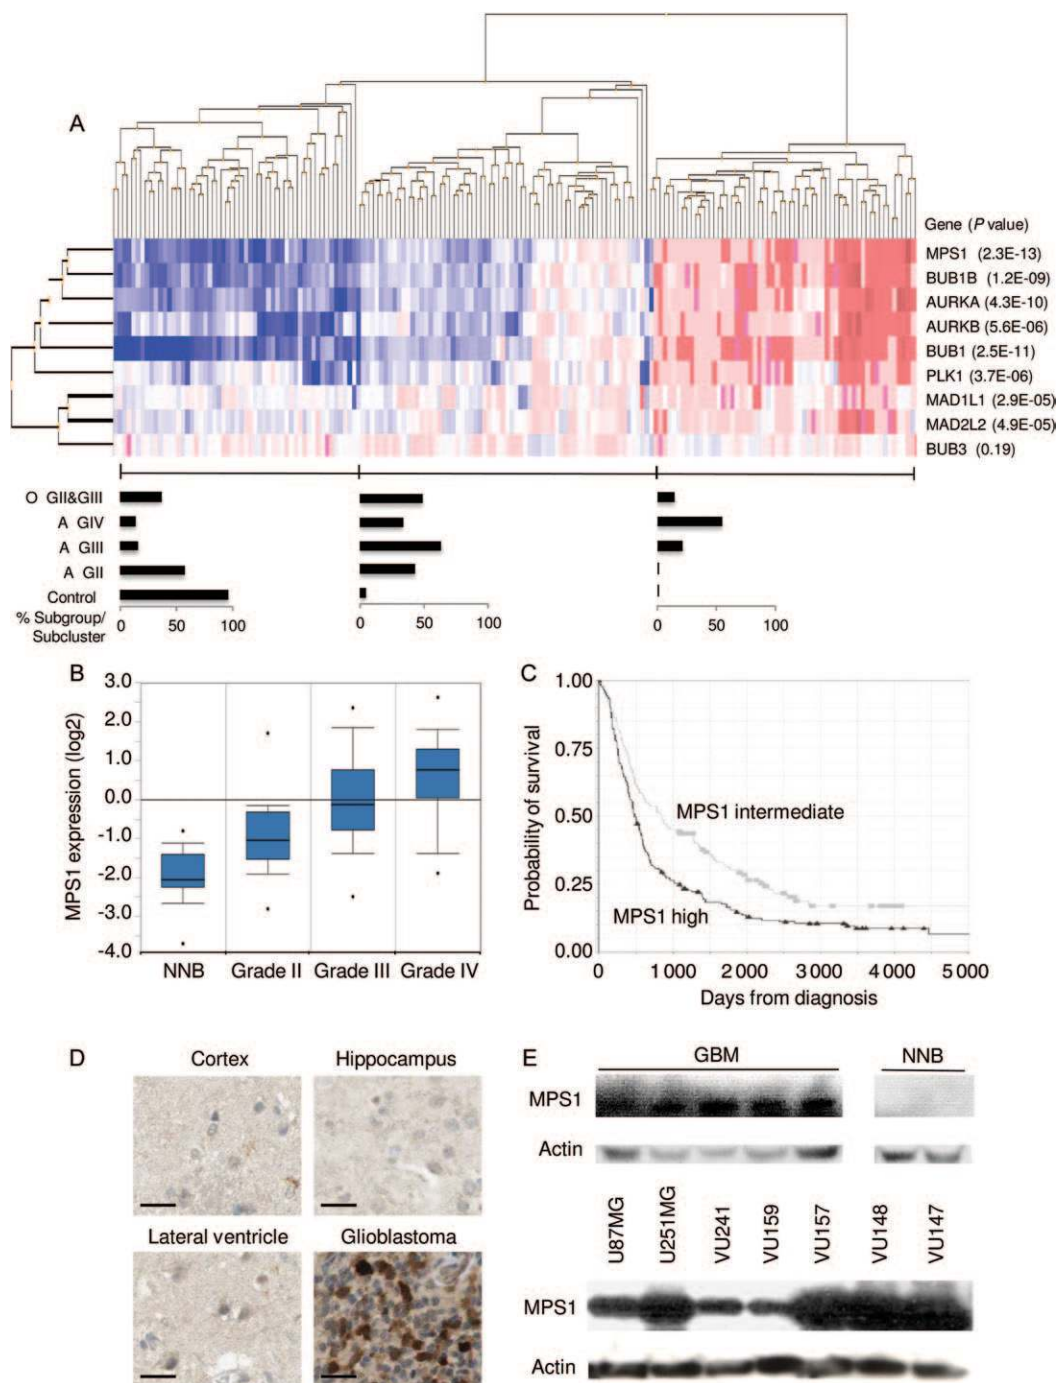 A
Gene (P value)
MPS1 (2.3E-13)
BUB1B (1.2E-09)
AURKA (4.3E-10)
AURKB (5.6E-06)
BUB1 (2.5E-11)
PLK1 (3.7E-06)
MAD1L1 (2.9E-05)
MAD2L2 (4.9E-05)
BUB3 (0.19)
O GII&GIII
A GIV
A GIII
A GII
Control
% Subgroup/
Subcluster
0 50 100
0 50 100
0 50 100
B
MPS1 expression (log2)
3.0
2.0
1.0
0.0
-1.0
-2.0
-3.0
-4.0
NNB Grade II Grade III Grade IV
C
Probability of survival
1.00
0.75
0.50
0.25
0.00
MPS1 intermediate
MPS1 high
0 1 000 2 000 3 000 4 000 5 000
Days from diagnosis
D
Cortex Hippocampus
Lateral ventricle Glioblastoma
E
GBM NNB
MPS1
Actin
U87MG
U251MG
VU241
VU159
VU157
VU148
VU147
MPS1
Actin